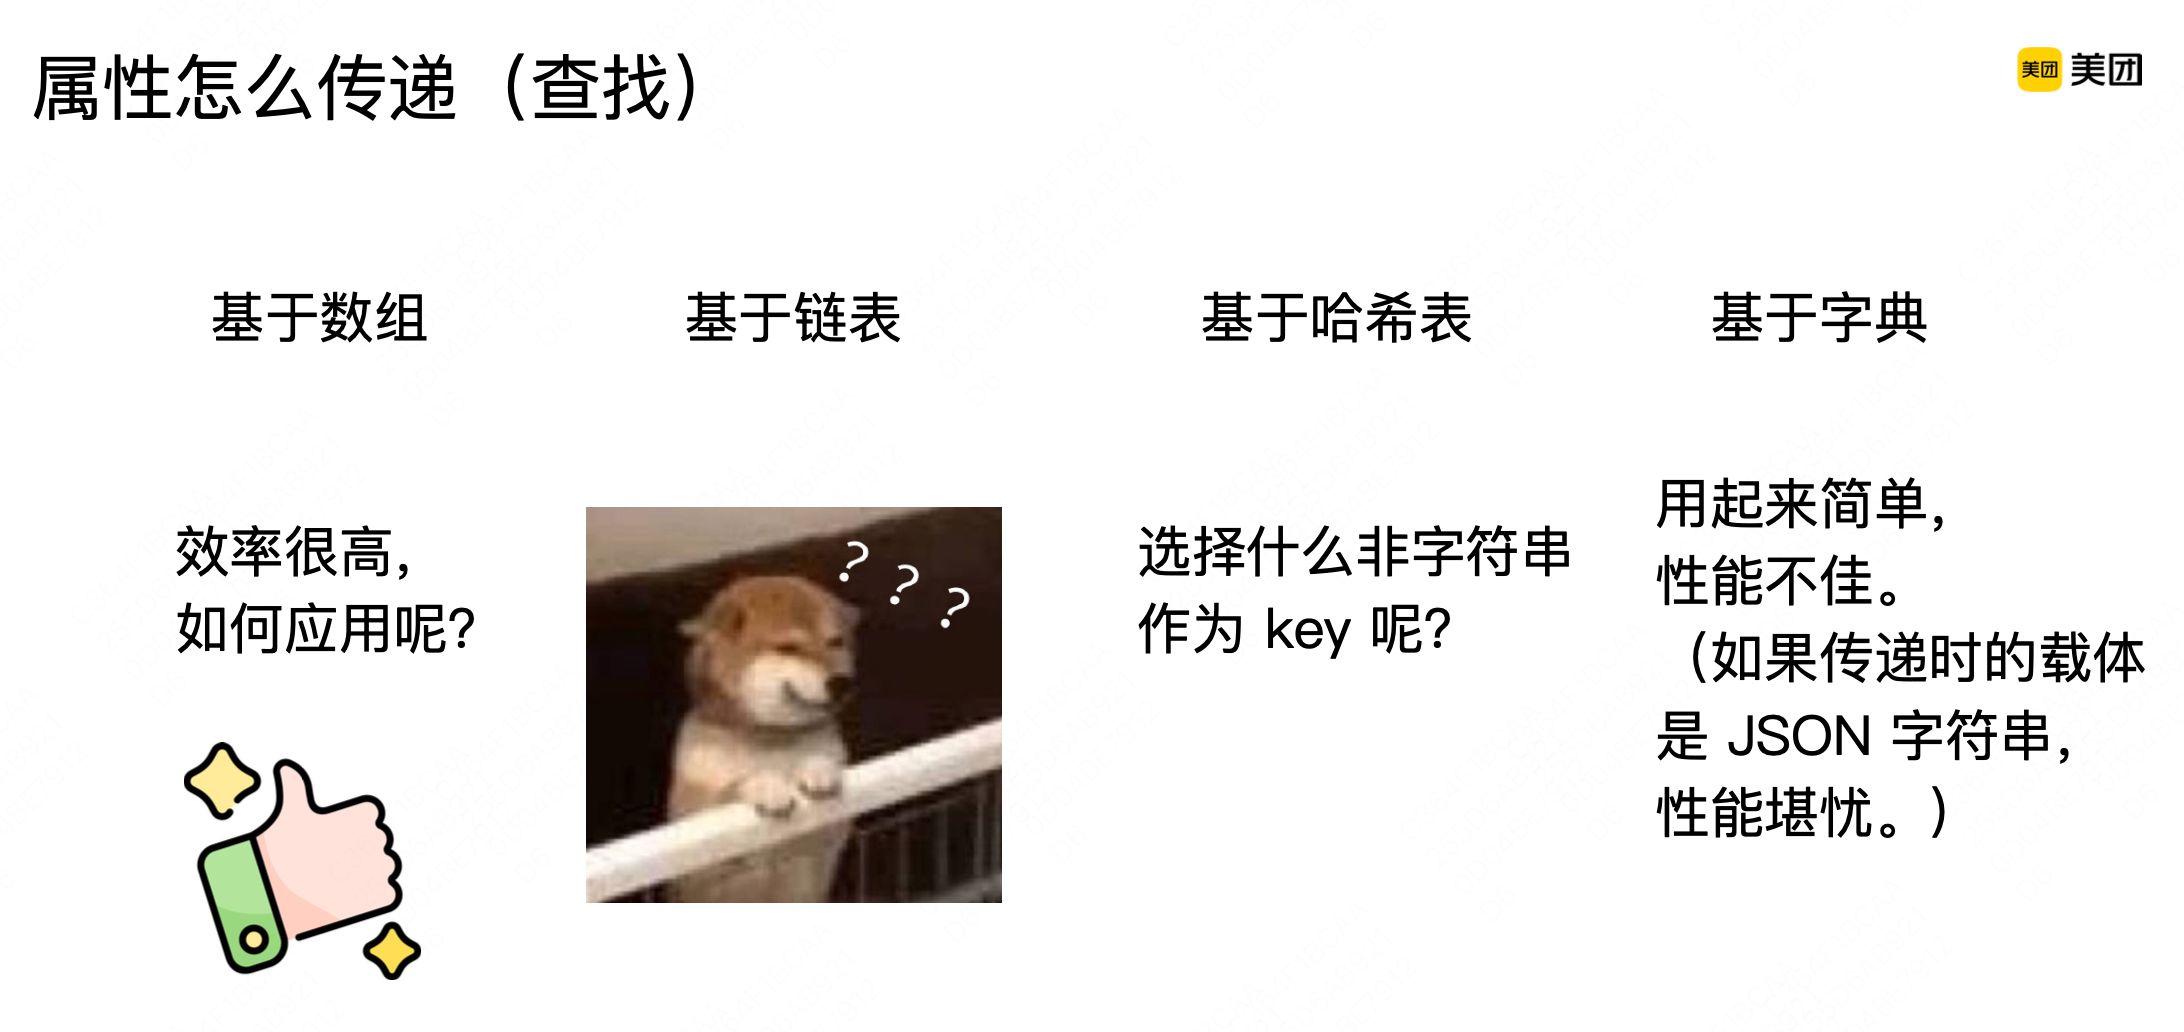 属性怎么传递（查找）
美团 美团
基于数组
基于链表
基于哈希表
基于字典
效率很高，
如何应用呢？
？？？
选择什么非字符串
作为 key 呢？
用起来简单，
性能不佳。
（如果传递时的载体
是 JSON 字符串，
性能堪忧。）